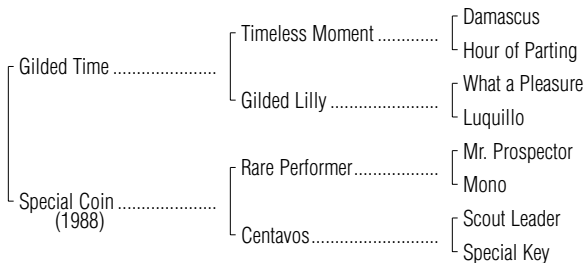 Damascus
Timeless Moment .............
Hour of Parting
Gilded Time ......................
What a Pleasure
Gilded Lilly .......................
Luquillo
Mr. Prospector
Rare Performer..................
Mono
Special Coin .....................
(1988)
Scout Leader
Centavos...........................
Special Key